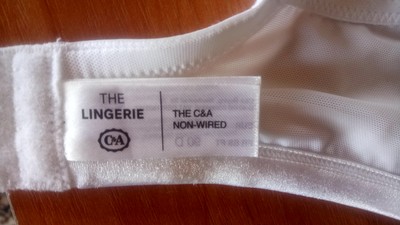 THE
LINGERIE
C&A
THE C&A
NON-WIRED